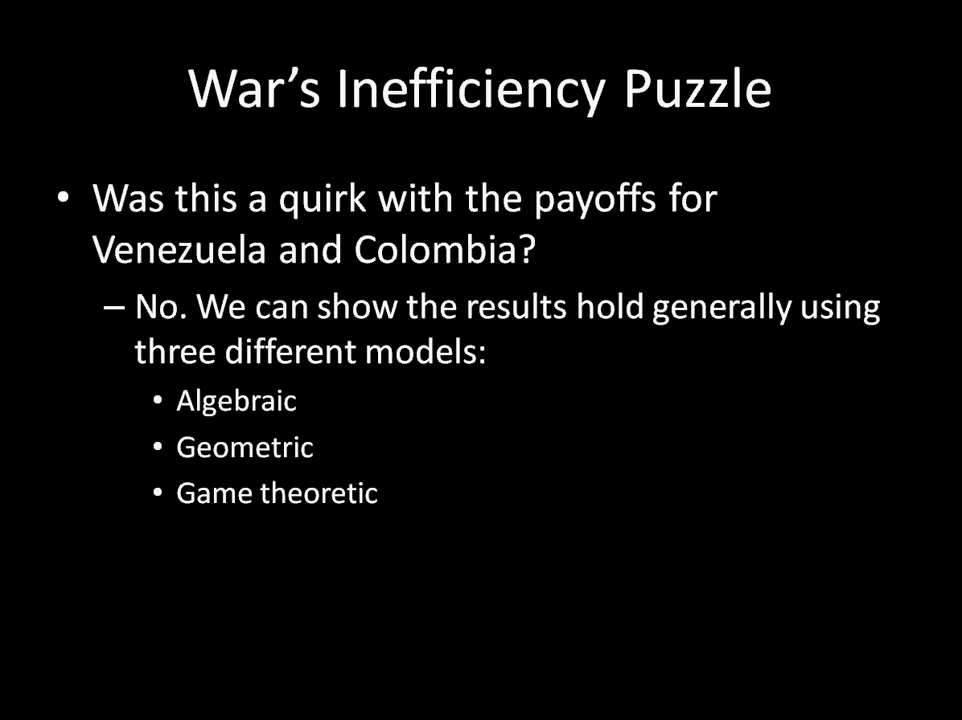 War's Inefficiency Puzzle
• Was this a quirk with the payoffs for
Venezuela and Colombia?
– No. We can show the results hold generally using
three different models:
• Algebraic
• Geometric
• Game theoretic